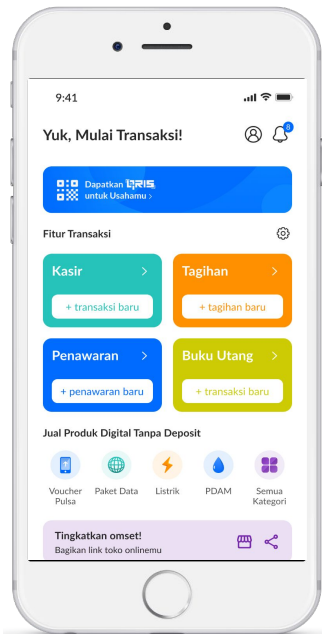 9:41
Yuk, Mulai Transaksi!
8
Dapatkan QRIS
untuk Usahamu >
Fitur Transaksi
Kasir >
Tagihan >
+ transaksi baru
+ tagihan baru
Penawaran >
Buku Utang >
+ penawaran baru
+ transaksi baru
Jual Produk Digital Tanpa Deposit
Voucher Pulsa
Paket Data
Listrik
PDAM
Semua Kategori
Tingkatkan omset!
Bagikan link toko onlinemu